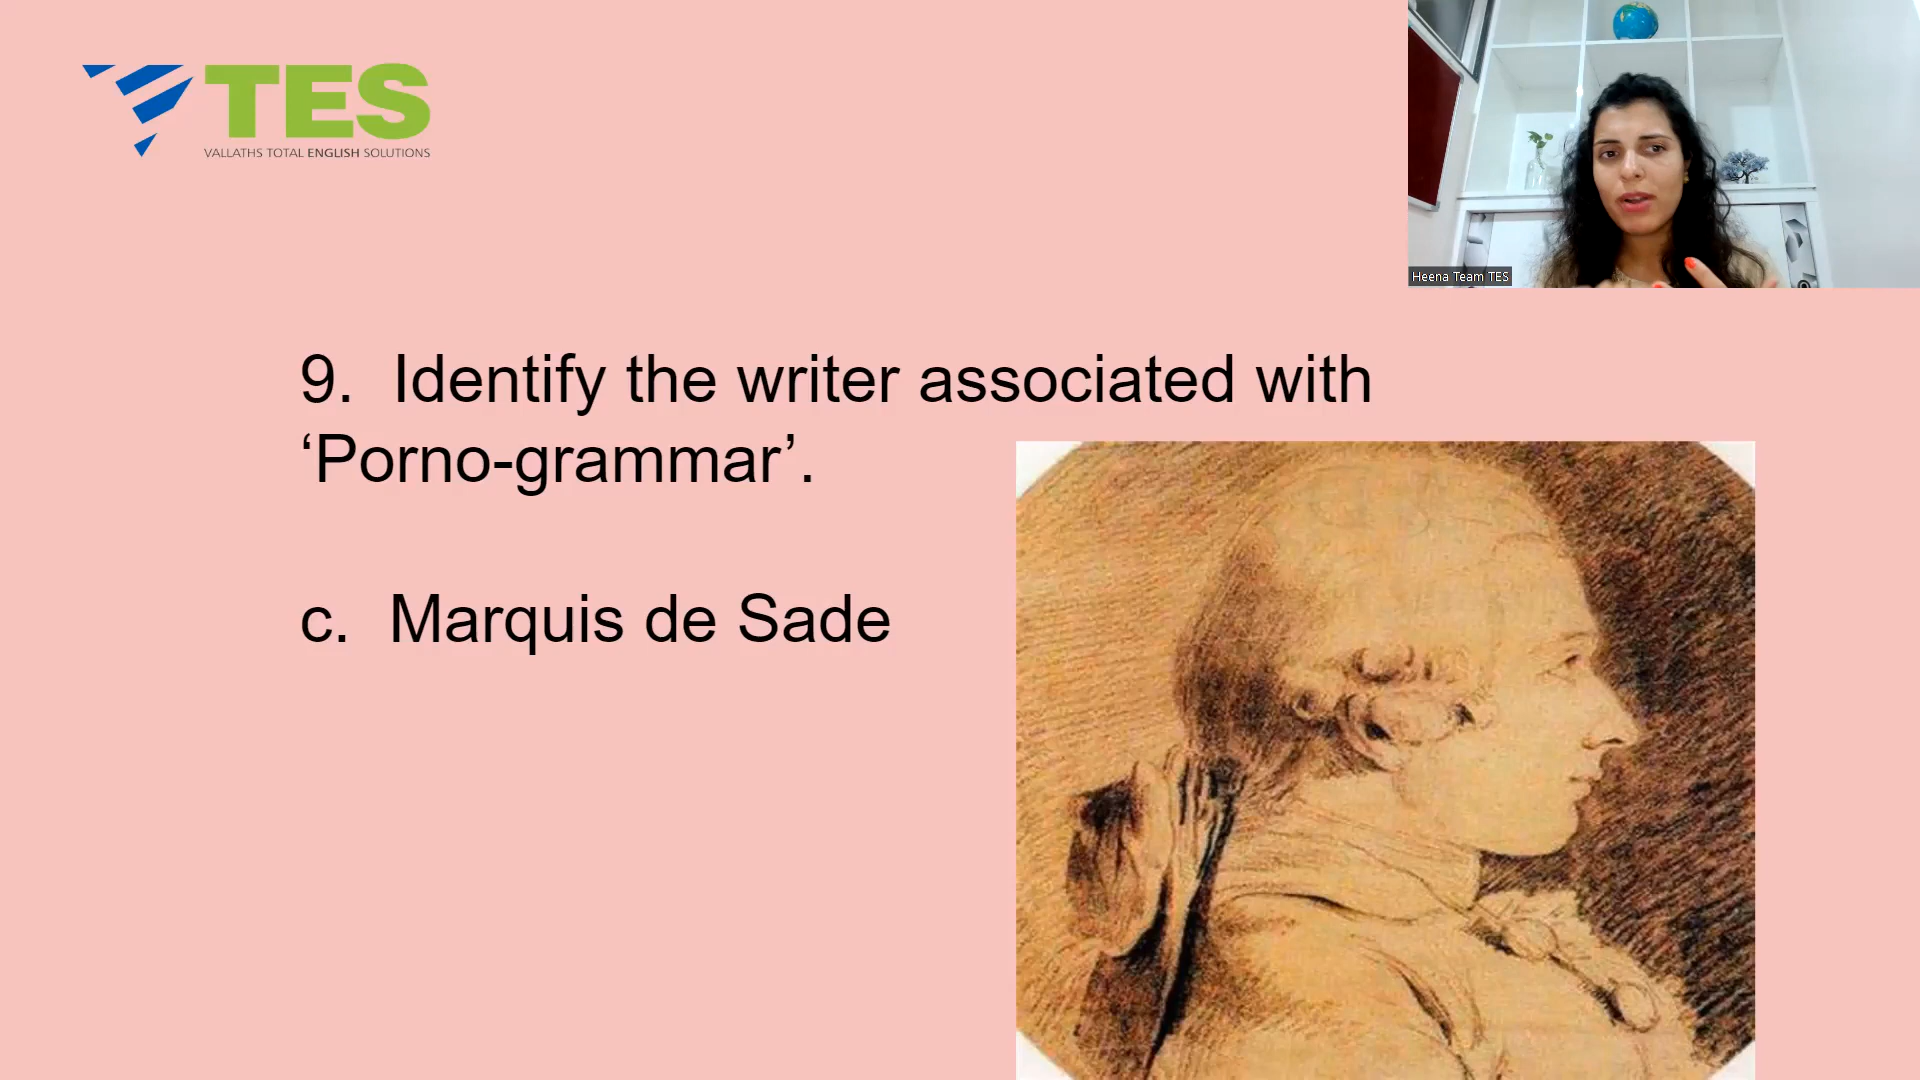 TES
VALLATHS TOTAL ENGLISH SOLUTIONS
Heena Team TES
9. Identify the writer associated with
‘Porno-grammar’.
c. Marquis de Sade